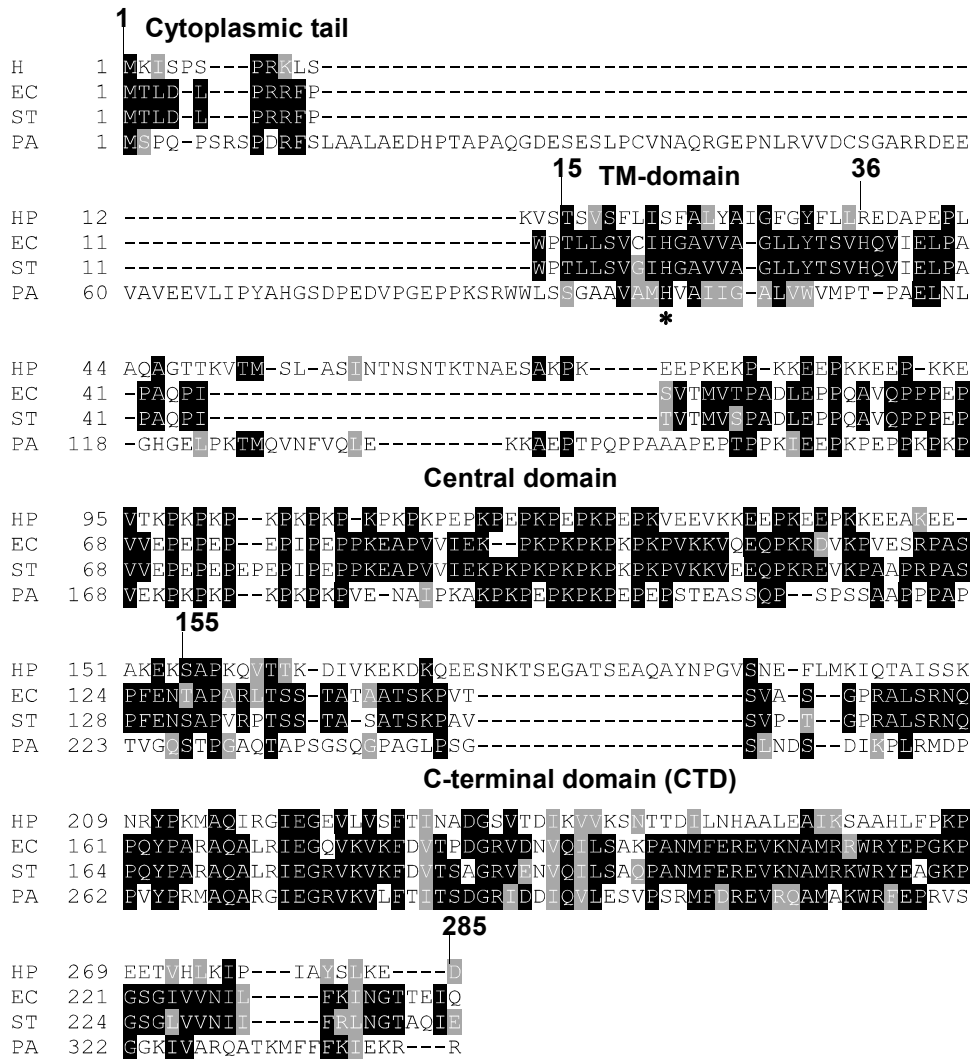 1 Cytoplasmic tail
H 1 MKISPS---PRKLS----------------------------------------------
EC 1 MTLD-L---PRRFP----------------------------------------------
ST 1 MTLD-L---PRRFP----------------------------------------------
PA 1 MSPQ-PSRSPDRFSLAALAEDHPTAPAQGDESESLPCVNAQRGEPNLRVVDCSGARRDEE
15 TM-domain 36
HP 12 ----------------------------KVSTSVSFLISFALYAIGFGYFLLREDAPEPL
EC 11 -----------------------------WPTLLSVCIHGAVVA-GLLYTSVHQVIELPA
ST 11 -----------------------------WPTLLSVGIHGAVVA-GLLYTSVHQVIELPA
PA 60 VAVEEVLIPYAHGSDPEDVPGEPPKSRWWLSSGAAVAMHVAIIG-ALVWVMPT-PAELNL
*
HP 44 AQAGTTKVTM-SL-ASINTNSNTKTNAESAKPK-----EEPKEKP-KKEEPKKEEP-KKE
EC 41 -PAQPI--------------------------------SVTMVTPADLEPPQAVQPPPEP
ST 41 -PAQPI--------------------------------TVTMVSPADLEPPQAVQPPPEP
PA 118 -GHGELPKTMQVNFVQLE---------KKAEPTPQPPAAAPEPTPPKIEEPKPEPPKPKP
Central domain
HP 95 VTKPKPKP--KPKPKP-KPKPKPEPKPEPKPEPKPEPKVEEVKKEEPKEEPKKEEAKEE-
EC 68 VVEPEPEP--EPIPEPPKEAPVVIEK--PKPKPKPKPKPVKKVQEQPKRDVKPVESRPAS
ST 68 VVEPEPEPEPEPIPEPPKEAPVVIEKPKPKPKPKPKPKPVKKVEEQPKREVKPAAPRPAS
PA 168 VEKPKPKP--KPKPKPVE-NAIPKAKPKPEPKPKPEPEPSTEASSQP--SPSSAAPPPAP
155
HP 151 AKEKSAPKQVTTK-DIVKEKDKQEESNKTSEGATSEAQAYNPGVSNE-FLMKIQTAISSK
EC 124 PFENTAPARLTSS-TATAATSKPVT-------------------SVA-S--GPRALSRNQ
ST 128 PFENSAPVRPTSS-TA-SATSKPAV-------------------SVP-T--GPRALSRNQ
PA 223 TVGQSTPGAQTAPSGSQGPAGLPSG-------------------SLNDS--DIKPLRMDP
C-terminal domain (CTD)
HP 209 NRYPKMAQIRGIEGEVLVSFTINADGSVTDIKVVKSNTTDILNHAALEAIKSAAHLFPKP
EC 161 PQYPARAQALRIEGQVKVKFDVTPDGRVDNVQILSAKPANMFEREVKNAMRRWRYEPGKP
ST 164 PQYPARAQALRIEGRVKVKFDVTSAGRVENVQILSAQPANMFEREVKNAMRKWRYEAGKP
PA 262 PVYPRMAQARGIEGRVKVLFTITSDGRIDDIQVLESVPSRMFDREVRQAMAKWRFEPRVS
285
HP 269 EETVHLKIP---IAYSLKE----D
EC 221 GSGIVVNIL-----FKINGTTEIQ
ST 224 GSGLVVNII-----FRLNGTAQIE
PA 322 GGKIVARQATKMFFFKIEKR--R